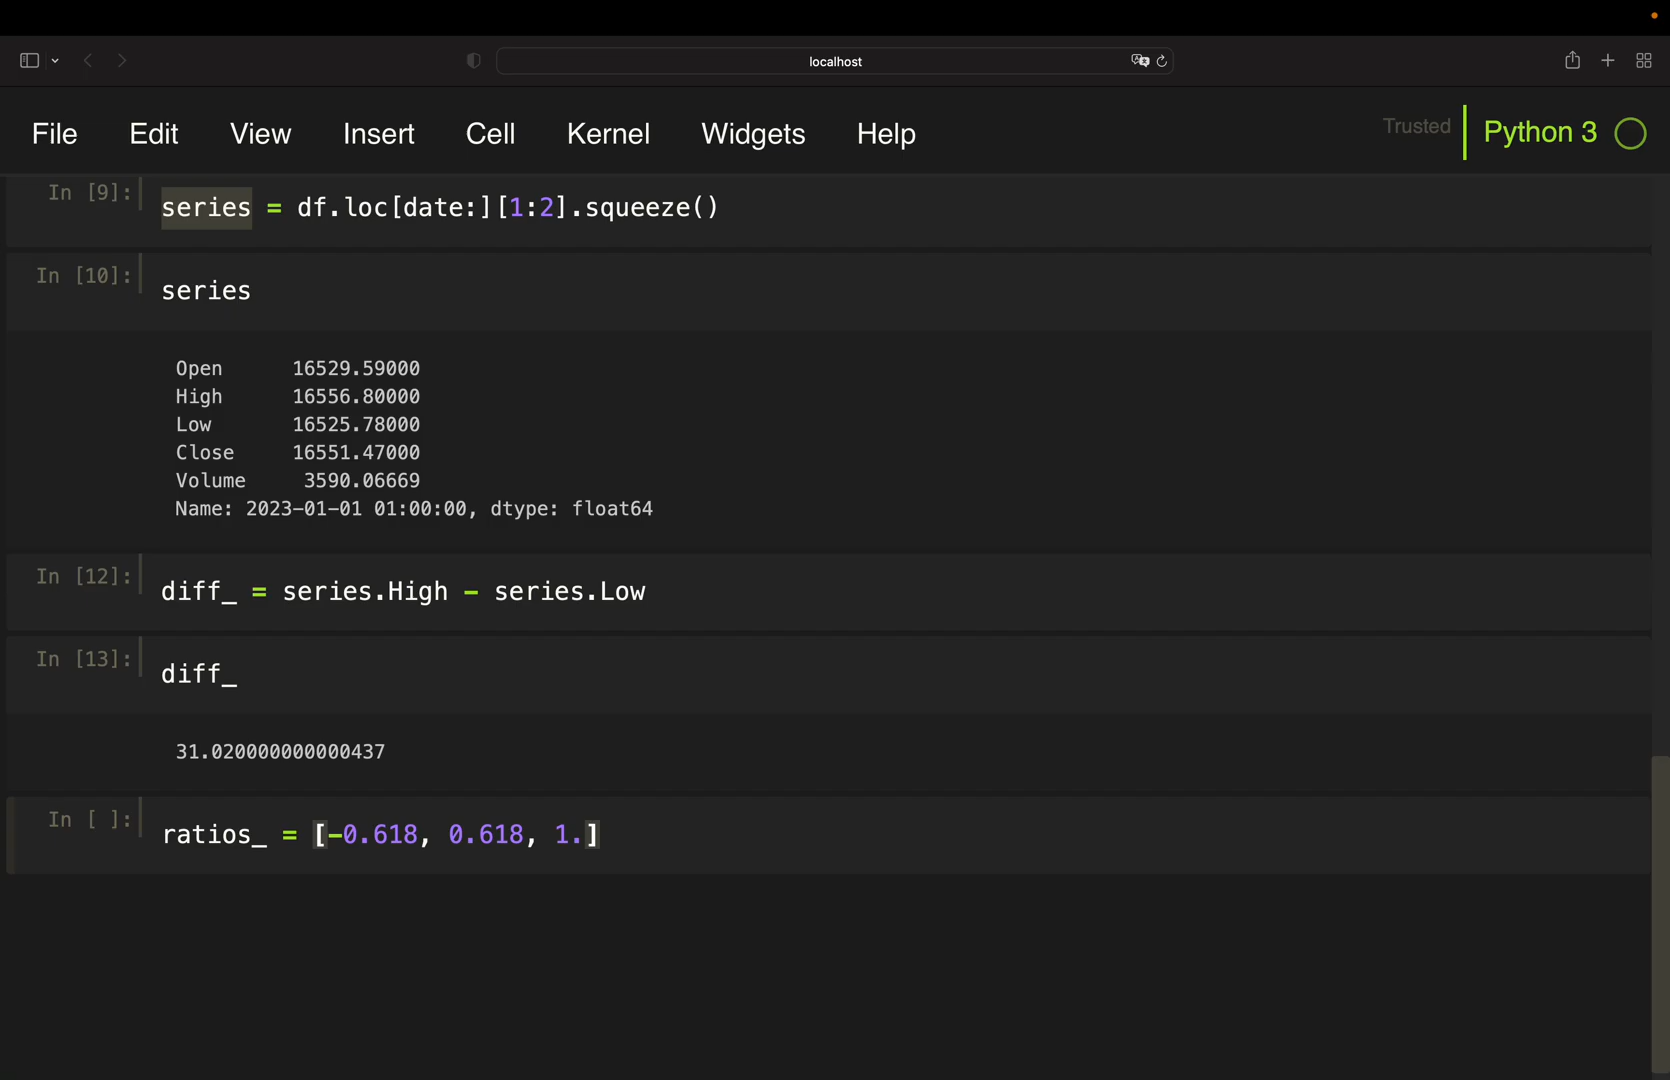 localhost
File Edit View Insert Cell Kernel Widgets Help Trusted Python 3
In [9]: series = df.loc[date:][1:2].squeeze()
In [10]: series
Open 16529.59000
High 16556.80000
Low 16525.78000
Close 16551.47000
Volume 3590.06669
Name: 2023-01-01 01:00:00, dtype: float64
In [12]: diff_ = series.High - series.Low
In [13]: diff_
31.020000000000437
In [ ]: ratios_ = [-0.618, 0.618, 1.]